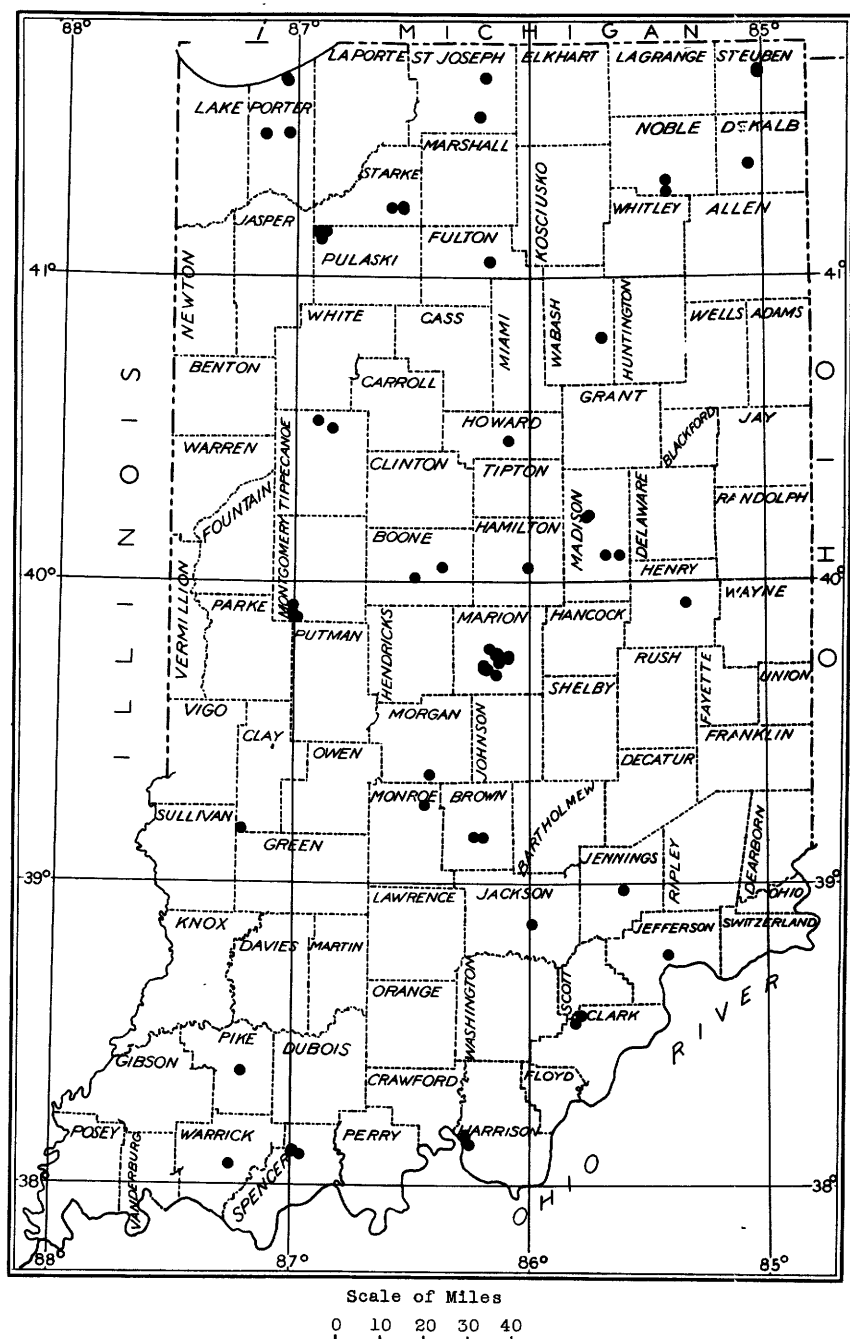 88° 87° 85°
L MICHIGAN
LAPORTE ST JOSEPH ELKHART LAGRANGE STEUBEN
LAKE PORTER
NOBLE DEKALB
MARSHALL
STARKE
KOSCIUSKO
WHITLEY ALLEN
JASPER
FULTON
PULASKI
41° 41°
NEWTON
WHITE CASS MIAMI WABASH HUNTINGTON WELLS ADAMS
BENTON
CARROLL
GRANT
ILLINOIS
OHIO
HOWARD
JAY
BLACKFORD
WARREN
TIPPECANOE
CLINTON
TIPTON
FOUNTAIN
MADISON
DELAWARE
RANDOLPH
HAMILTON
BOONE
MONTGOMERY
HENRY
40° 40°
VERMILLION
WAYNE
PARKE
PUTMAN
HENDRICKS
MARION
HANCOCK
RUSH
FAYETTE
UNION
SHELBY
VIGO
CLAY
MORGAN
JOHNSON
FRANKLIN
OWEN
DECATUR
MONROE BROWN
BARTHOLMEW
SULLIVAN
GREEN
JENNINGS
RIPLEY
DEARBORN
39° 39°
OHIO
LAWRENCE JACKSON
KNOX
JEFFERSON SWITZERLAND
DAVIES MARTIN
ORANGE
WASHINGTON
SCOTT
CLARK
PIKE
DUBOIS
GIBSON
CRAWFORD
FLOYD
OHIO RIVER
POSEY
VANDERBURG
WARRICK
SPENCER
PERRY
HARRISON
38° 38°
88° 87° 86° 85°
Scale of Miles
0 10 20 30 40